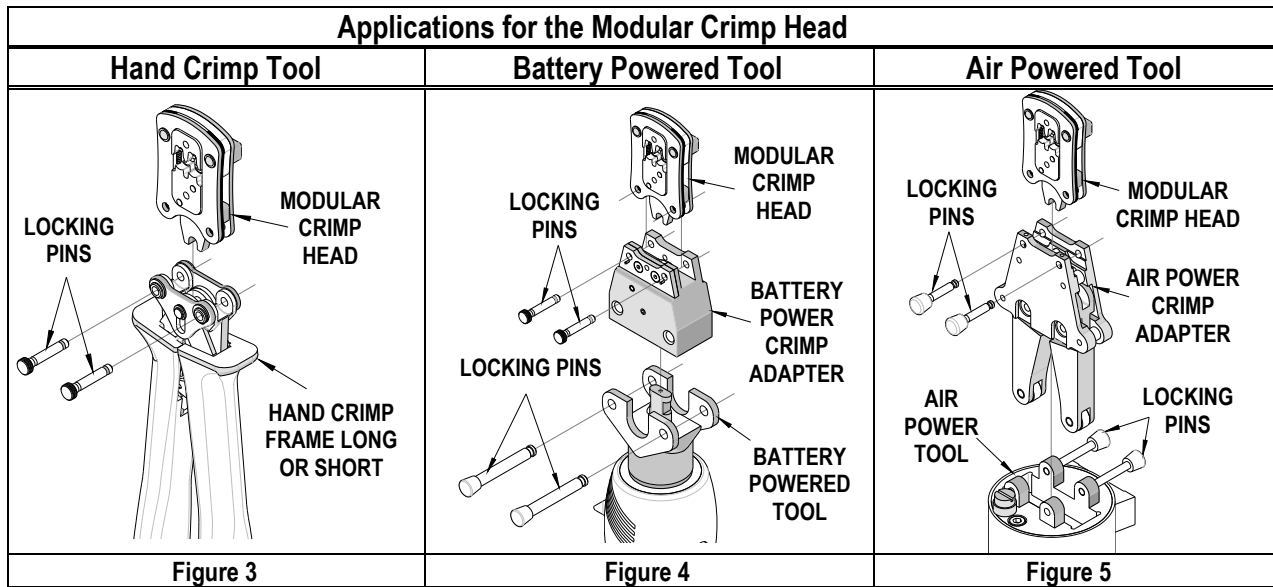 Applications for the Modular Crimp Head
Hand Crimp Tool
Battery Powered Tool
Air Powered Tool
LOCKING
PINS
MODULAR
CRIMP
HEAD
HAND CRIMP
FRAME LONG
OR SHORT
LOCKING
PINS
MODULAR
CRIMP
HEAD
BATTERY
POWER
CRIMP
ADAPTER
LOCKING PINS
BATTERY
POWERED
TOOL
LOCKING
PINS
MODULAR
CRIMP HEAD
AIR POWER
CRIMP
ADAPTER
AIR
POWER
TOOL
LOCKING
PINS
Figure 3
Figure 4
Figure 5